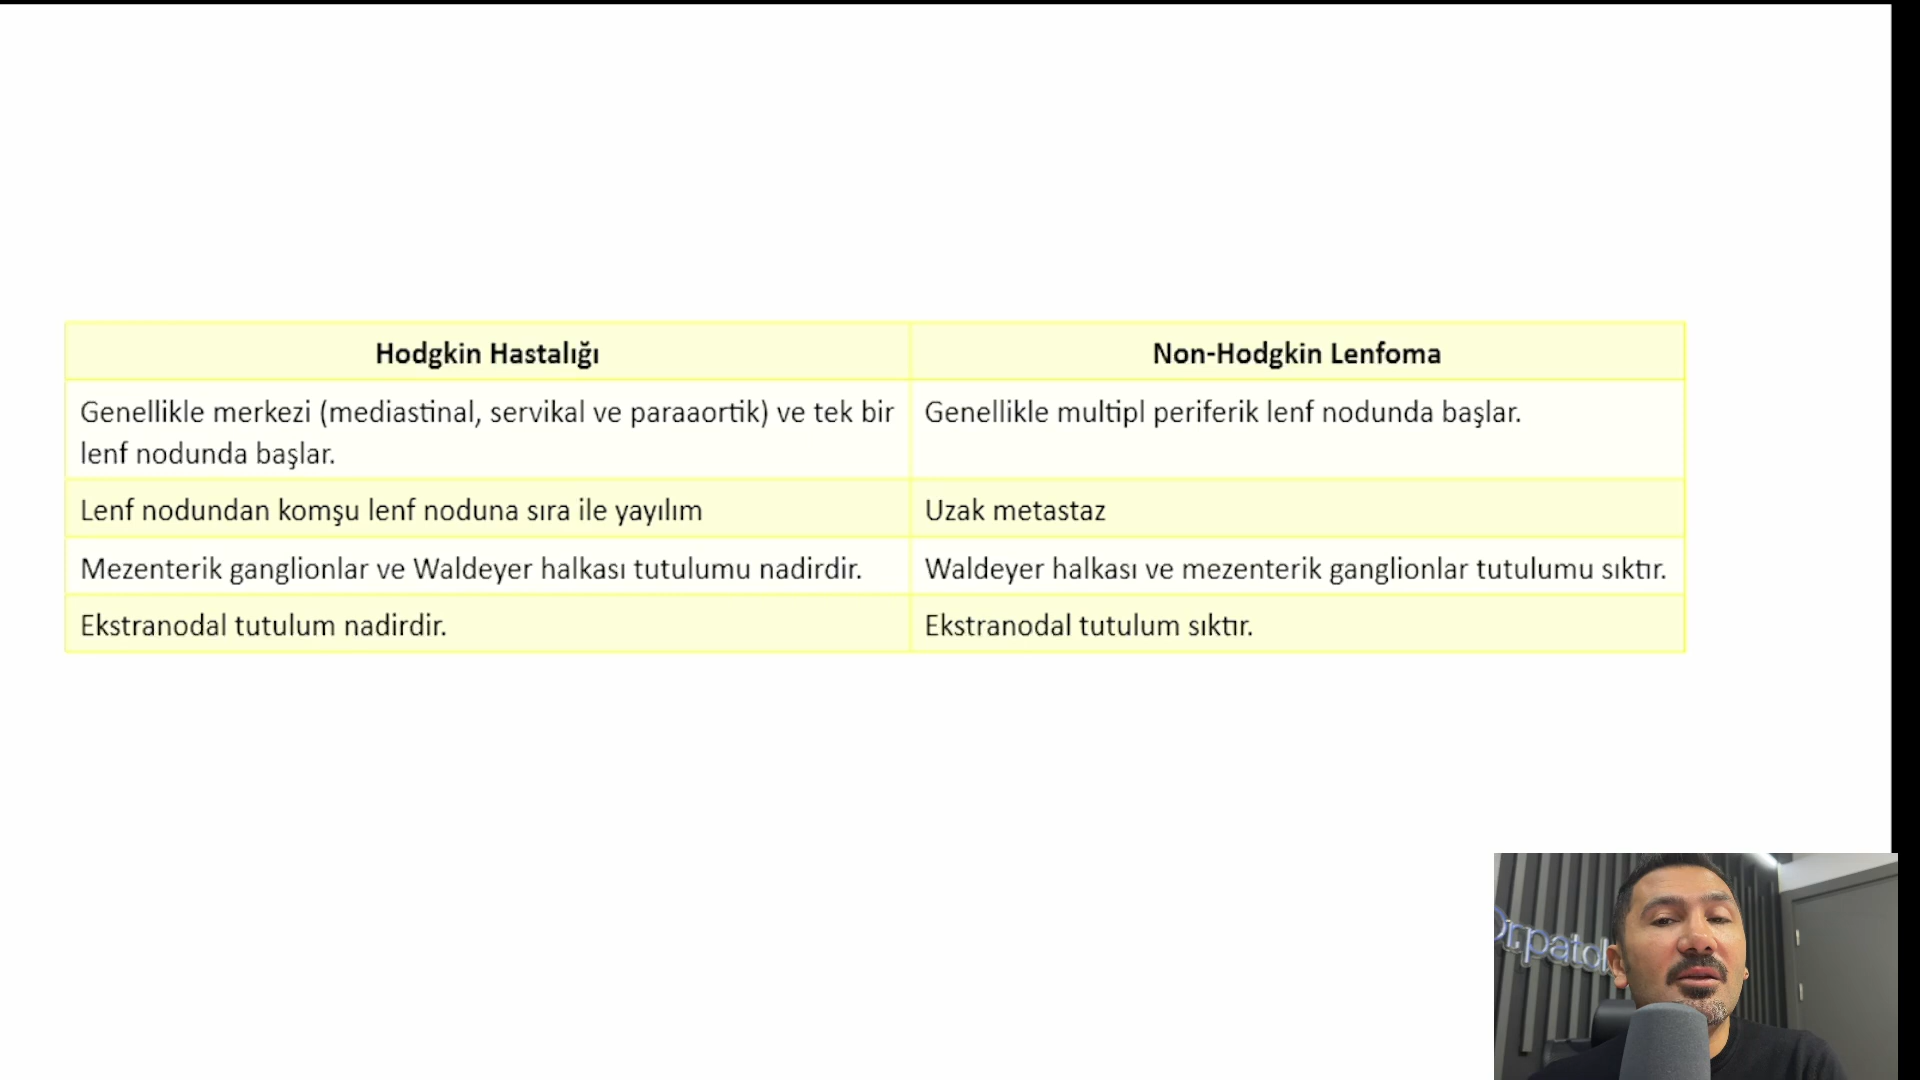 Hodgkin Hastalığı
Non-Hodgkin Lenfoma
Genellikle merkezi (mediastinal, servikal ve paraaortik) ve tek bir
lenf nodunda başlar.
Genellikle multipl periferik lenf nodunda başlar.
Lenf nodundan komşu lenf noduna sıra ile yayılım
Uzak metastaz
Mezenterik ganglionlar ve Waldeyer halkası tutulumu nadirdir.
Waldeyer halkası ve mezenterik ganglionlar tutulumu sıktır.
Ekstranodal tutulum nadirdir.
Ekstranodal tutulum sıktır.